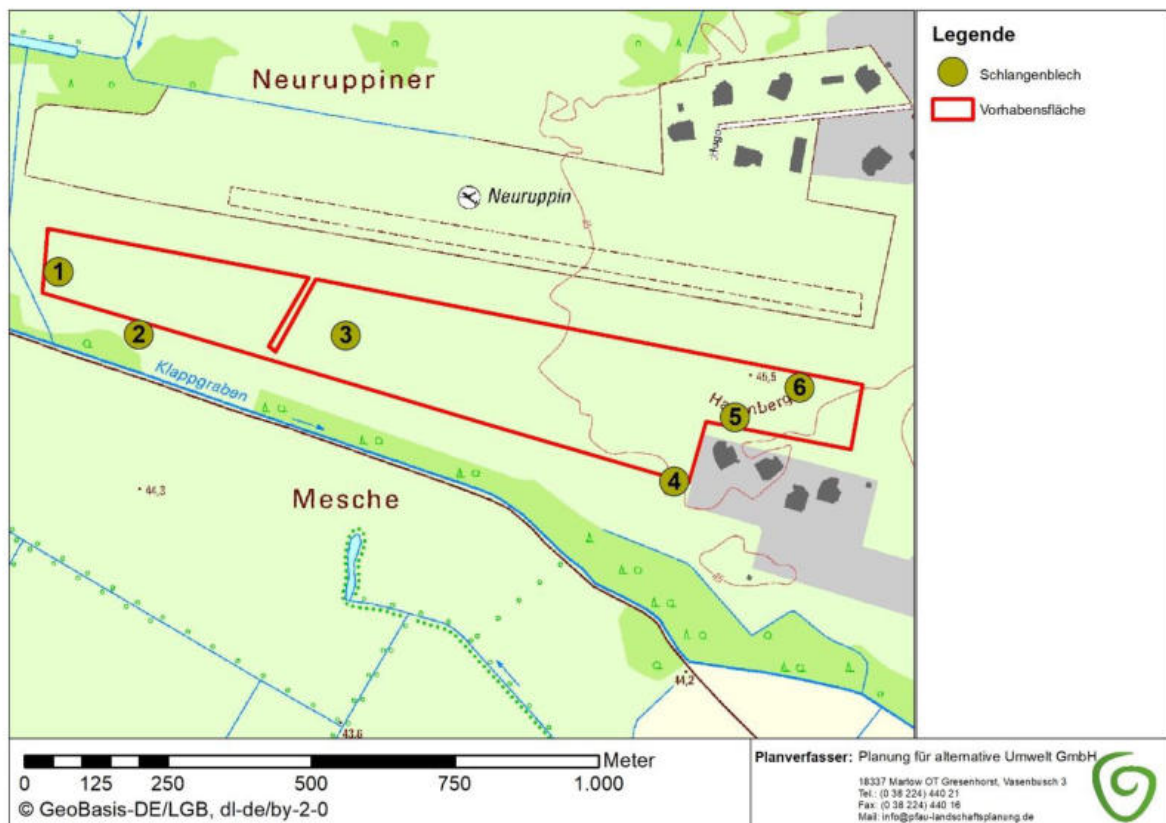 Neuruppiner
Neuruppin
1
2
3
4
5
6
46,5
45
Klappgraben
Mesche
44,3
45
44,2
43.6
Legende
Schlangenblech
Vorhabensfläche
Meter
0 125 250 500 750 1.000
© GeoBasis-DE/LGB, dl-de/by-2-0
Planverfasser: Planung für alternative Umwelt GmbH
18337 Marlow OT Gresenhorst, Vasenbusch 3
Tel.: (0 38 224) 440 21
Fax: (0 38 224) 440 16
Mail: info@pfau-landschaftsplanung.de